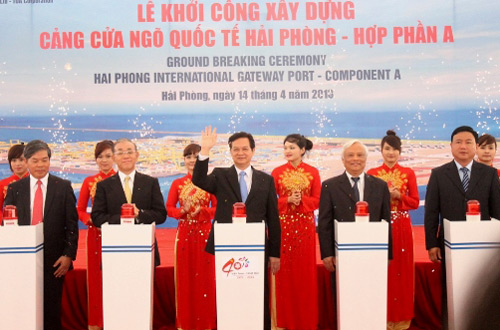 LỄ KHỞI CÔNG XÂY DỰNG
CẢNG CỬA NGÕ QUỐC TẾ HẢI PHÒNG - HỢP PHẦN A
GROUND BREAKING CEREMONY
HAI PHONG INTERNATIONAL GATEWAY PORT - COMPONENT A
Hải Phòng, ngày 14 tháng 4 năm 2013